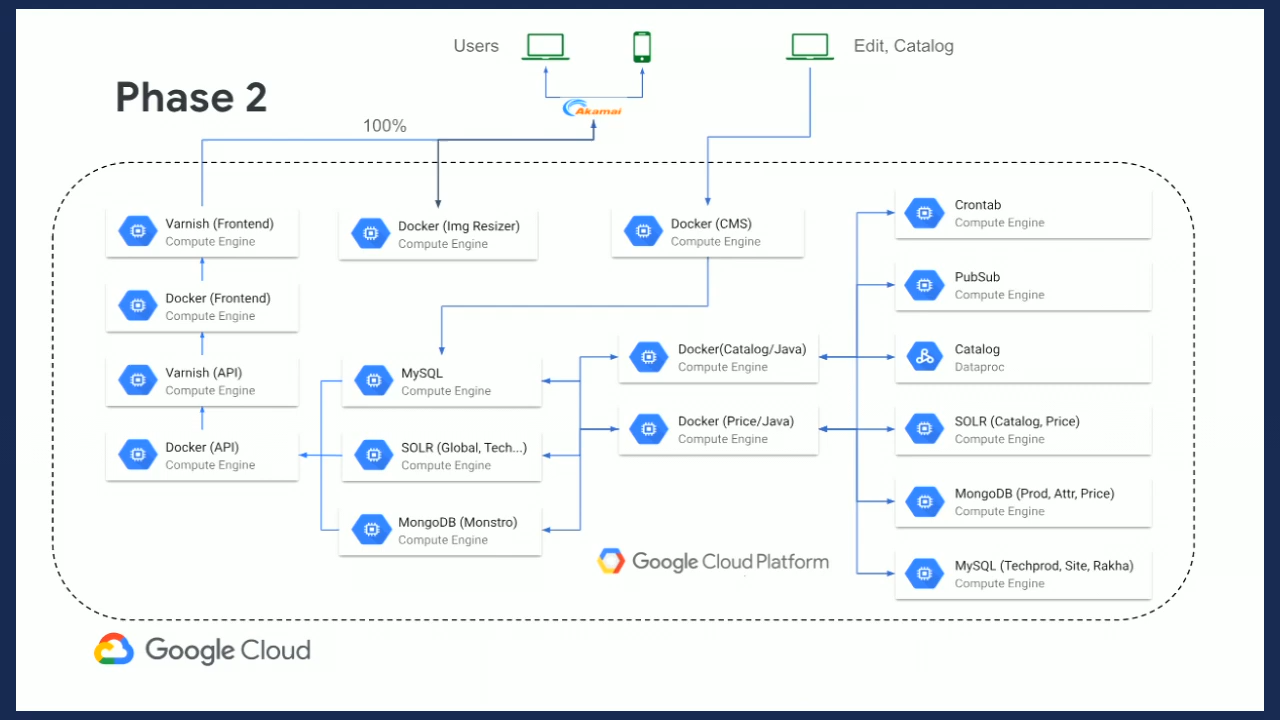 Users
Edit, Catalog
Phase 2
Akamai
100%
Varnish (Frontend)
Compute Engine
Docker (Img Resizer)
Compute Engine
Docker (CMS)
Compute Engine
Crontab
Compute Engine
Docker (Frontend)
Compute Engine
PubSub
Compute Engine
Varnish (API)
Compute Engine
MySQL
Compute Engine
Docker(Catalog/Java)
Compute Engine
Catalog
Dataproc
Docker (API)
Compute Engine
SOLR (Global, Tech...)
Compute Engine
Docker (Price/Java)
Compute Engine
SOLR (Catalog, Price)
Compute Engine
MongoDB (Monstro)
Compute Engine
MongoDB (Prod, Attr, Price)
Compute Engine
Google Cloud Platform
MySQL (Techprod, Site, Rakha)
Compute Engine
Google Cloud